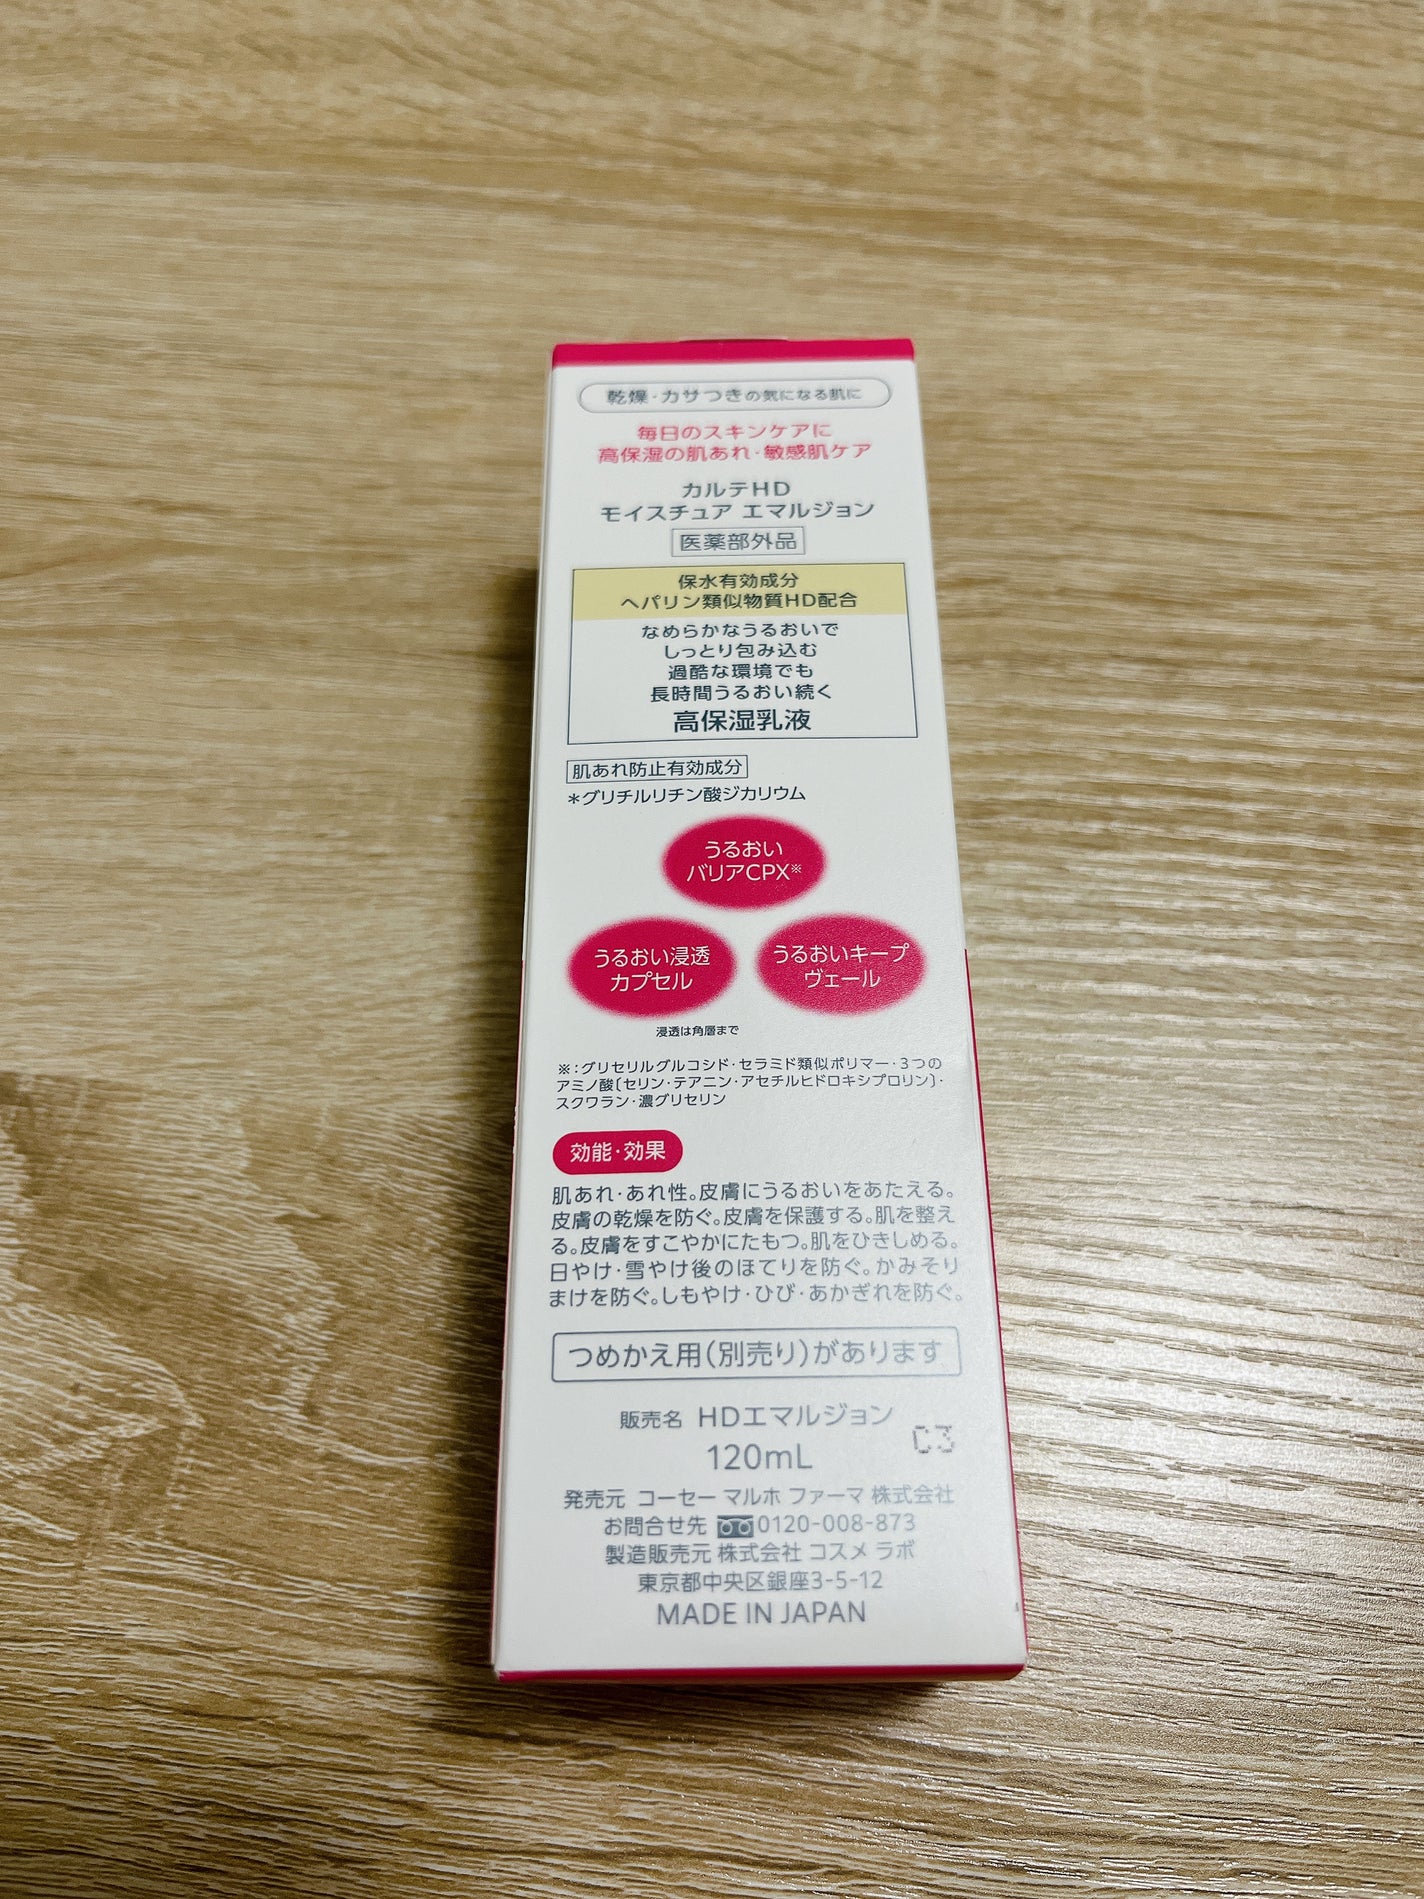 乾燥・カサつきの気になる肌に
毎日のスキンケアに
高保湿の肌あれ・敏感肌ケア
カルテHD
モイスチュア エマルジョン
医薬部外品
保水有効成分
ヘパリン類似物質HD配合
なめらかなうるおいで
しっとり包み込む
過酷な環境でも
長時間うるおい続く
高保湿乳液
肌あれ防止有効成分
＊グリチルリチン酸ジカリウム
うるおい
バリアCPX※
うるおい浸透
カプセル
うるおいキープ
ヴェール
浸透は角層まで
※：グリセリルグルコシド・セラミド類似ポリマー・3つの
アミノ酸〔セリン・テアニン・アセチルヒドロキシプロリン〕・
スクワラン・濃グリセリン
効能・効果
肌あれ・あれ性。皮膚にうるおいをあたえる。
皮膚の乾燥を防ぐ。皮膚を保護する。肌を整え
る。皮膚をすこやかにたもつ。肌をひきしめる。
日やけ・雪やけ後のほてりを防ぐ。かみそり
まけを防ぐ。しもやけ・ひび・あかぎれを防ぐ。
つめかえ用（別売り）があります
販売名 HDエマルジョン
120mL
C3
発売元 コーセー マルホ ファーマ 株式会社
お問合せ先 0120-008-873
製造販売元 株式会社 コスメ ラボ
東京都中央区銀座3-5-12
MADE IN JAPAN